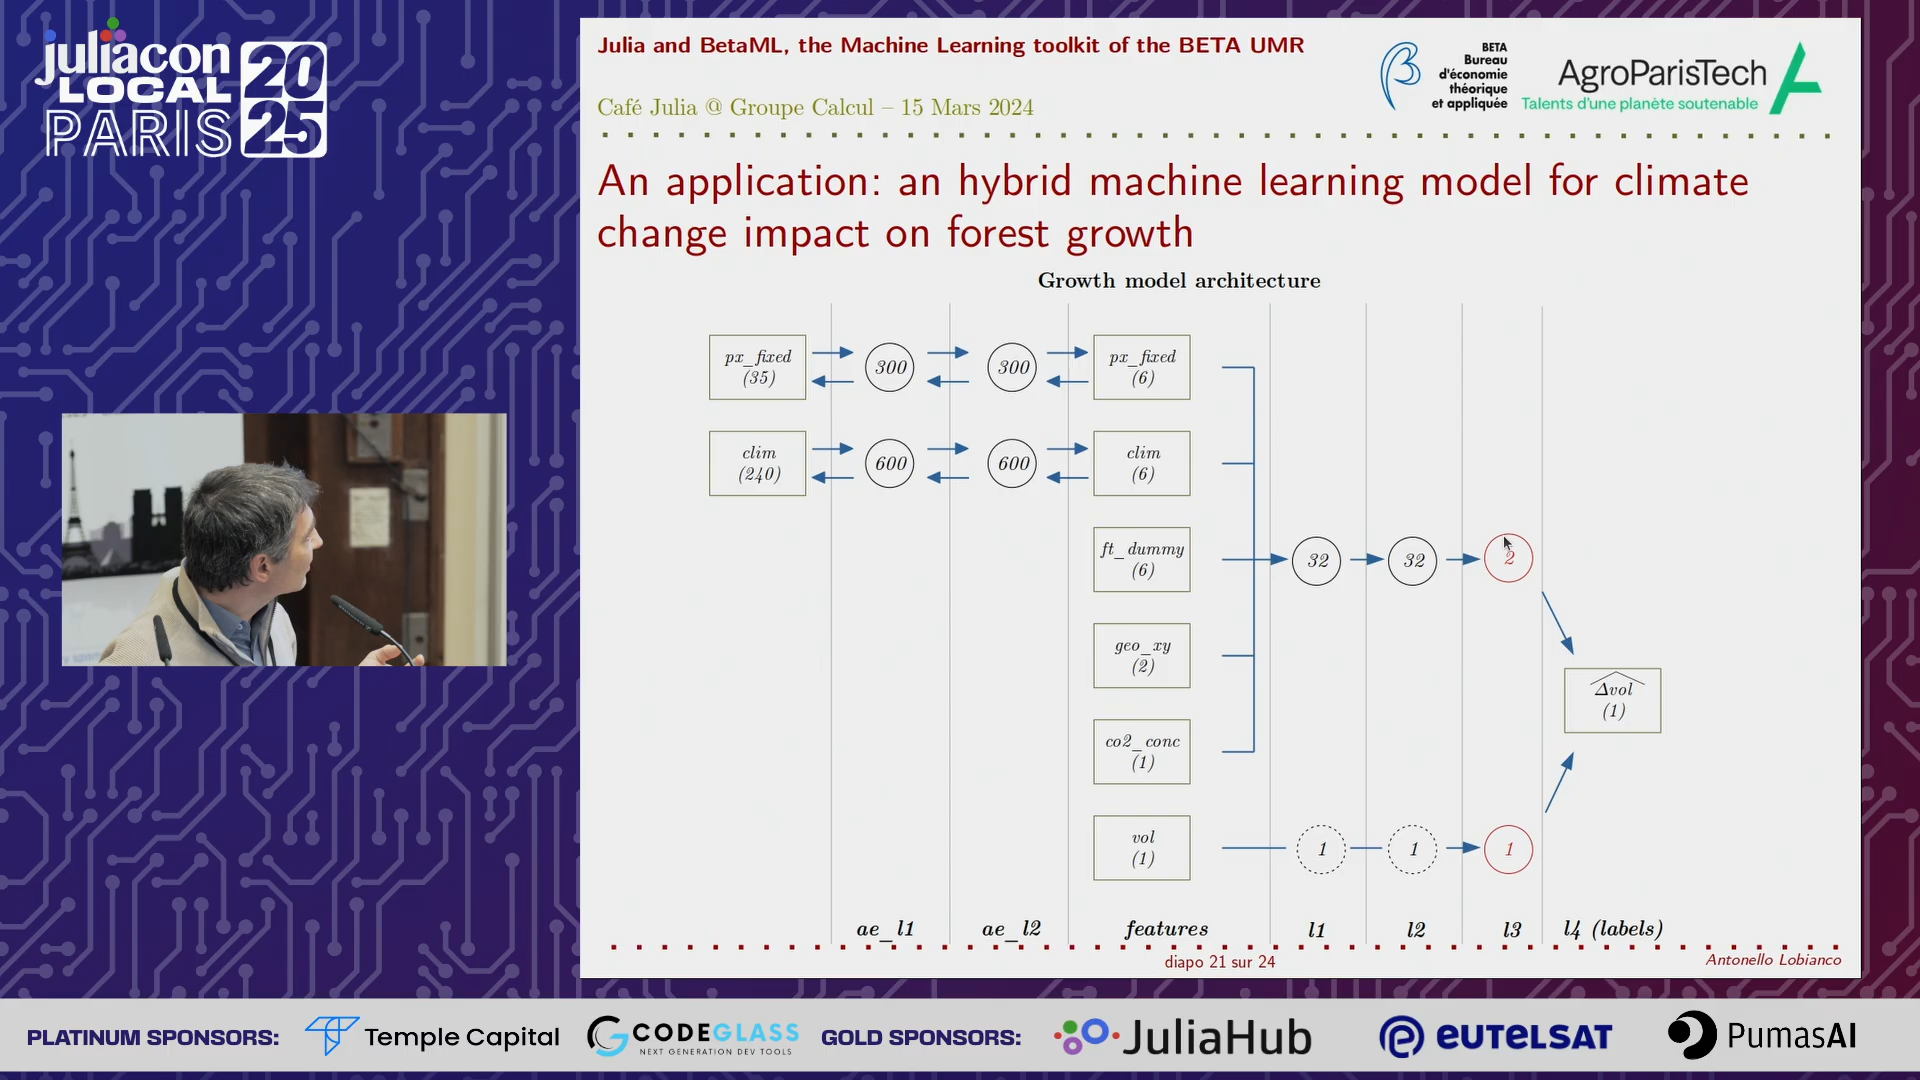 juliacon
LOCAL
PARIS
20
25
Julia and BetaML, the Machine Learning toolkit of the BETA UMR
Café Julia @ Groupe Calcul – 15 Mars 2024
BETA
Bureau
d'économie
théorique
et appliquée
AgroParisTech
Talents d'une planète soutenable
An application: an hybrid machine learning model for climate
change impact on forest growth
Growth model architecture
px_fixed
(35)
300
300
px_fixed
(6)
clim
(240)
600
600
clim
(6)
ft_dummy
(6)
32
32
2
geo_xy
(2)
Δvol
(1)
co2_conc
(1)
vol
(1)
1
1
1
ae_l1
ae_l2
features
l1
l2
l3
l4 (labels)
diapo 21 sur 24
Antonello Lobianco
PLATINUM SPONSORS:
Temple Capital
CODEGLASS
NEXT GENERATION DEV TOOLS
GOLD SPONSORS:
JuliaHub
eUTELSAT
PumasAI